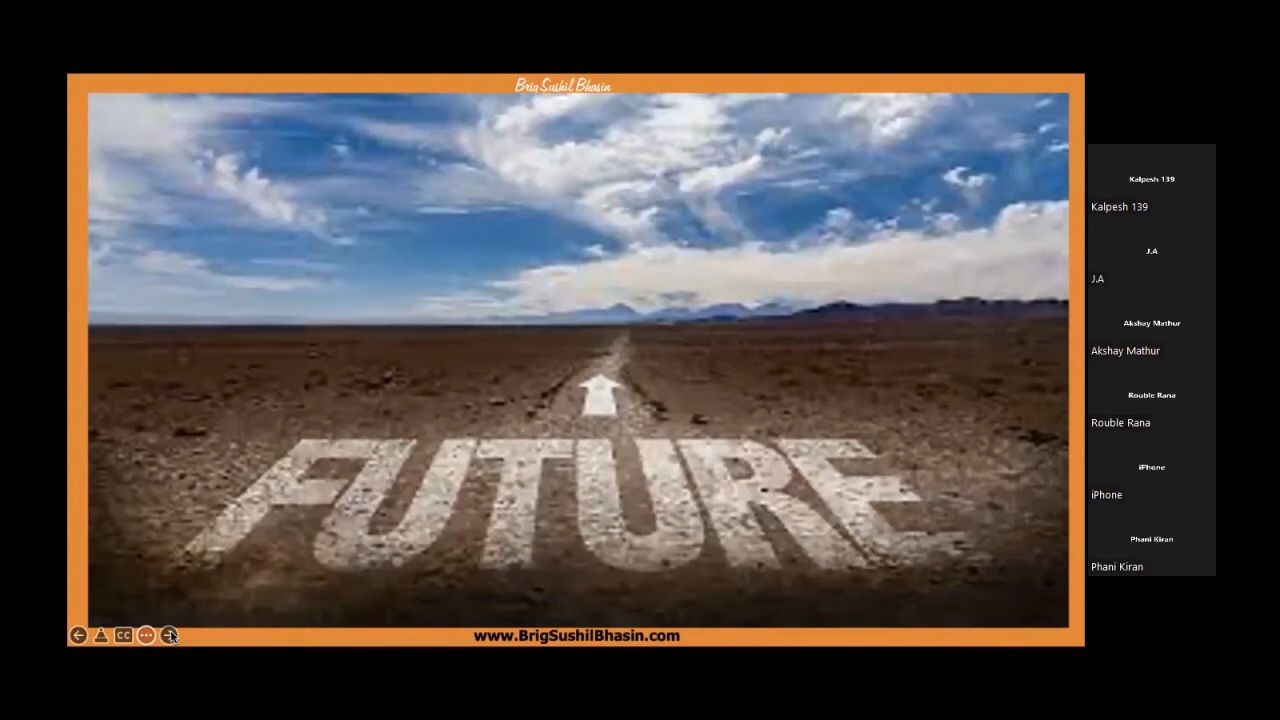 Brig Sushil Bhasin
FUTURE
CC
www.BrigSushilBhasin.com
Kalpesh 139
Kalpesh 139
J.A
J.A
Akshay Mathur
Akshay Mathur
Rouble Rana
Rouble Rana
iPhone
iPhone
Phani Kiran
Phani Kiran